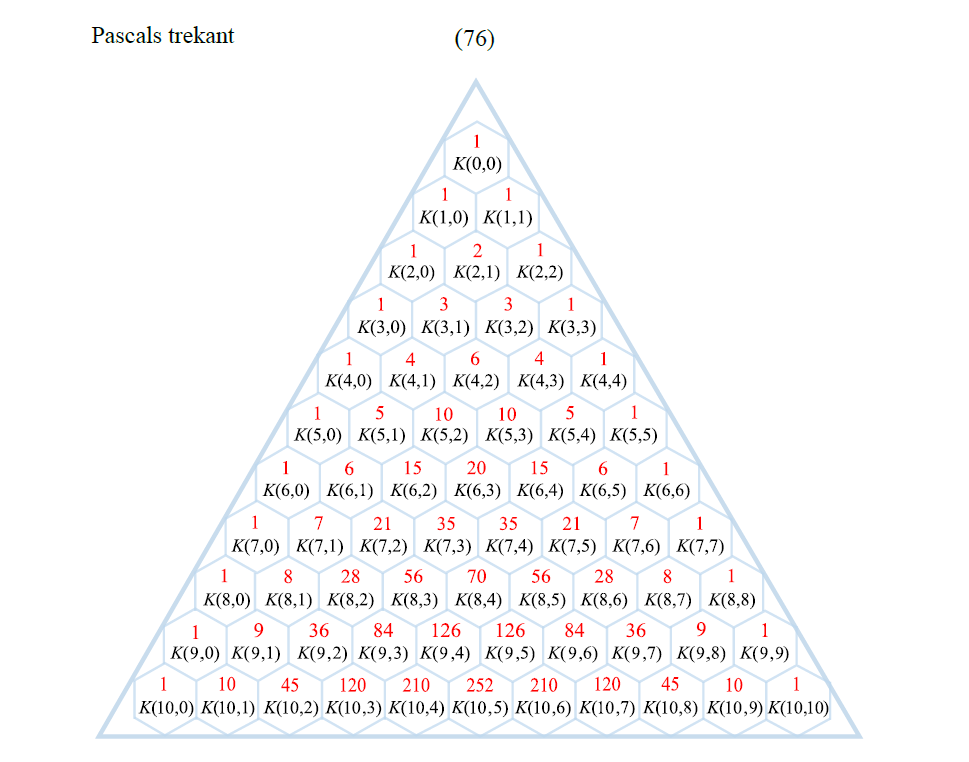 Pascals trekant (76)
1
K(0,0)
1 1
K(1,0) K(1,1)
1 2 1
K(2,0) K(2,1) K(2,2)
1 3 3 1
K(3,0) K(3,1) K(3,2) K(3,3)
1 4 6 4 1
K(4,0) K(4,1) K(4,2) K(4,3) K(4,4)
1 5 10 10 5 1
K(5,0) K(5,1) K(5,2) K(5,3) K(5,4) K(5,5)
1 6 15 20 15 6 1
K(6,0) K(6,1) K(6,2) K(6,3) K(6,4) K(6,5) K(6,6)
1 7 21 35 35 21 7 1
K(7,0) K(7,1) K(7,2) K(7,3) K(7,4) K(7,5) K(7,6) K(7,7)
1 8 28 56 70 56 28 8 1
K(8,0) K(8,1) K(8,2) K(8,3) K(8,4) K(8,5) K(8,6) K(8,7) K(8,8)
1 9 36 84 126 126 84 36 9 1
K(9,0) K(9,1) K(9,2) K(9,3) K(9,4) K(9,5) K(9,6) K(9,7) K(9,8) K(9,9)
1 10 45 120 210 252 210 120 45 10 1
K(10,0) K(10,1) K(10,2) K(10,3) K(10,4) K(10,5) K(10,6) K(10,7) K(10,8) K(10,9) K(10,10)